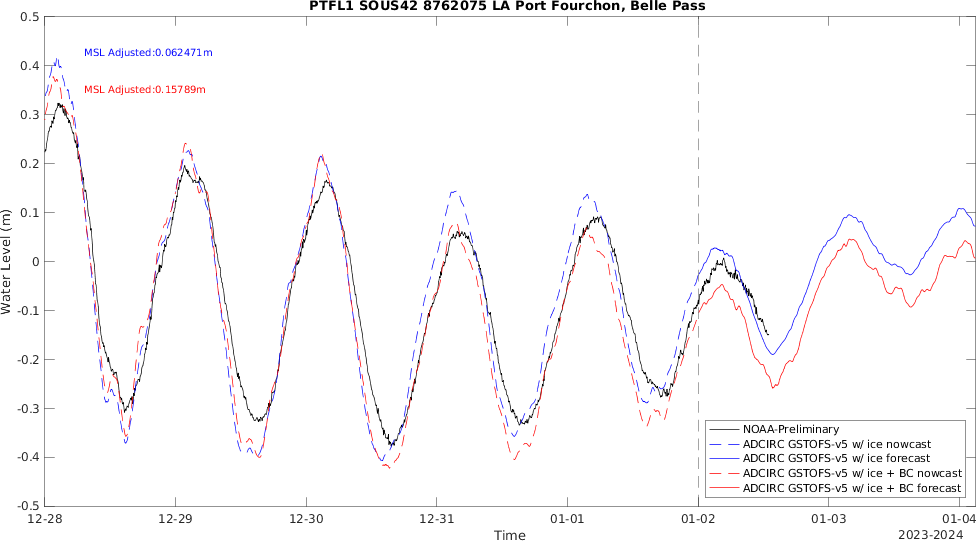 PTFL1 SOUS42 8762075 LA Port Fourchon, Belle Pass
0.5
0.4
0.3
0.2
0.1
0
-0.1
-0.2
-0.3
-0.4
-0.5
Water Level (m)
MSL Adjusted:0.062471m
MSL Adjusted:0.15789m
NOAA-Preliminary
ADCIRC GSTOFS-v5 w/ ice nowcast
ADCIRC GSTOFS-v5 w/ ice forecast
ADCIRC GSTOFS-v5 w/ ice + BC nowcast
ADCIRC GSTOFS-v5 w/ ice + BC forecast
12-28 12-29 12-30 12-31 01-01 01-02 01-03 01-04
Time
2023-2024